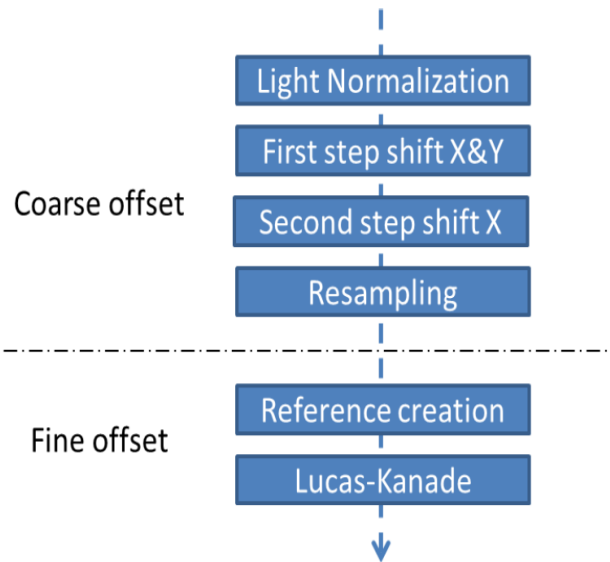 Light Normalization
First step shift X&Y
Coarse offset
Second step shift X
Resampling
Reference creation
Fine offset
Lucas-Kanade